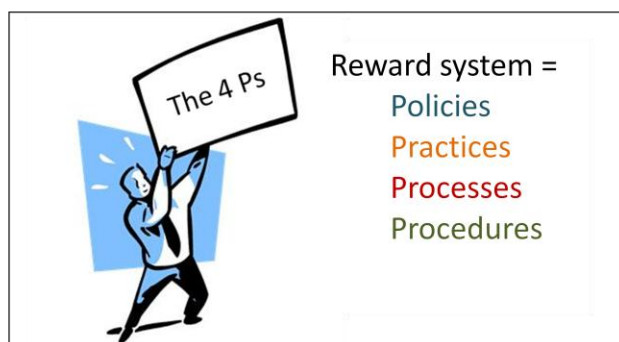 The 4 Ps
Reward system =
Policies
Practices
Processes
Procedures